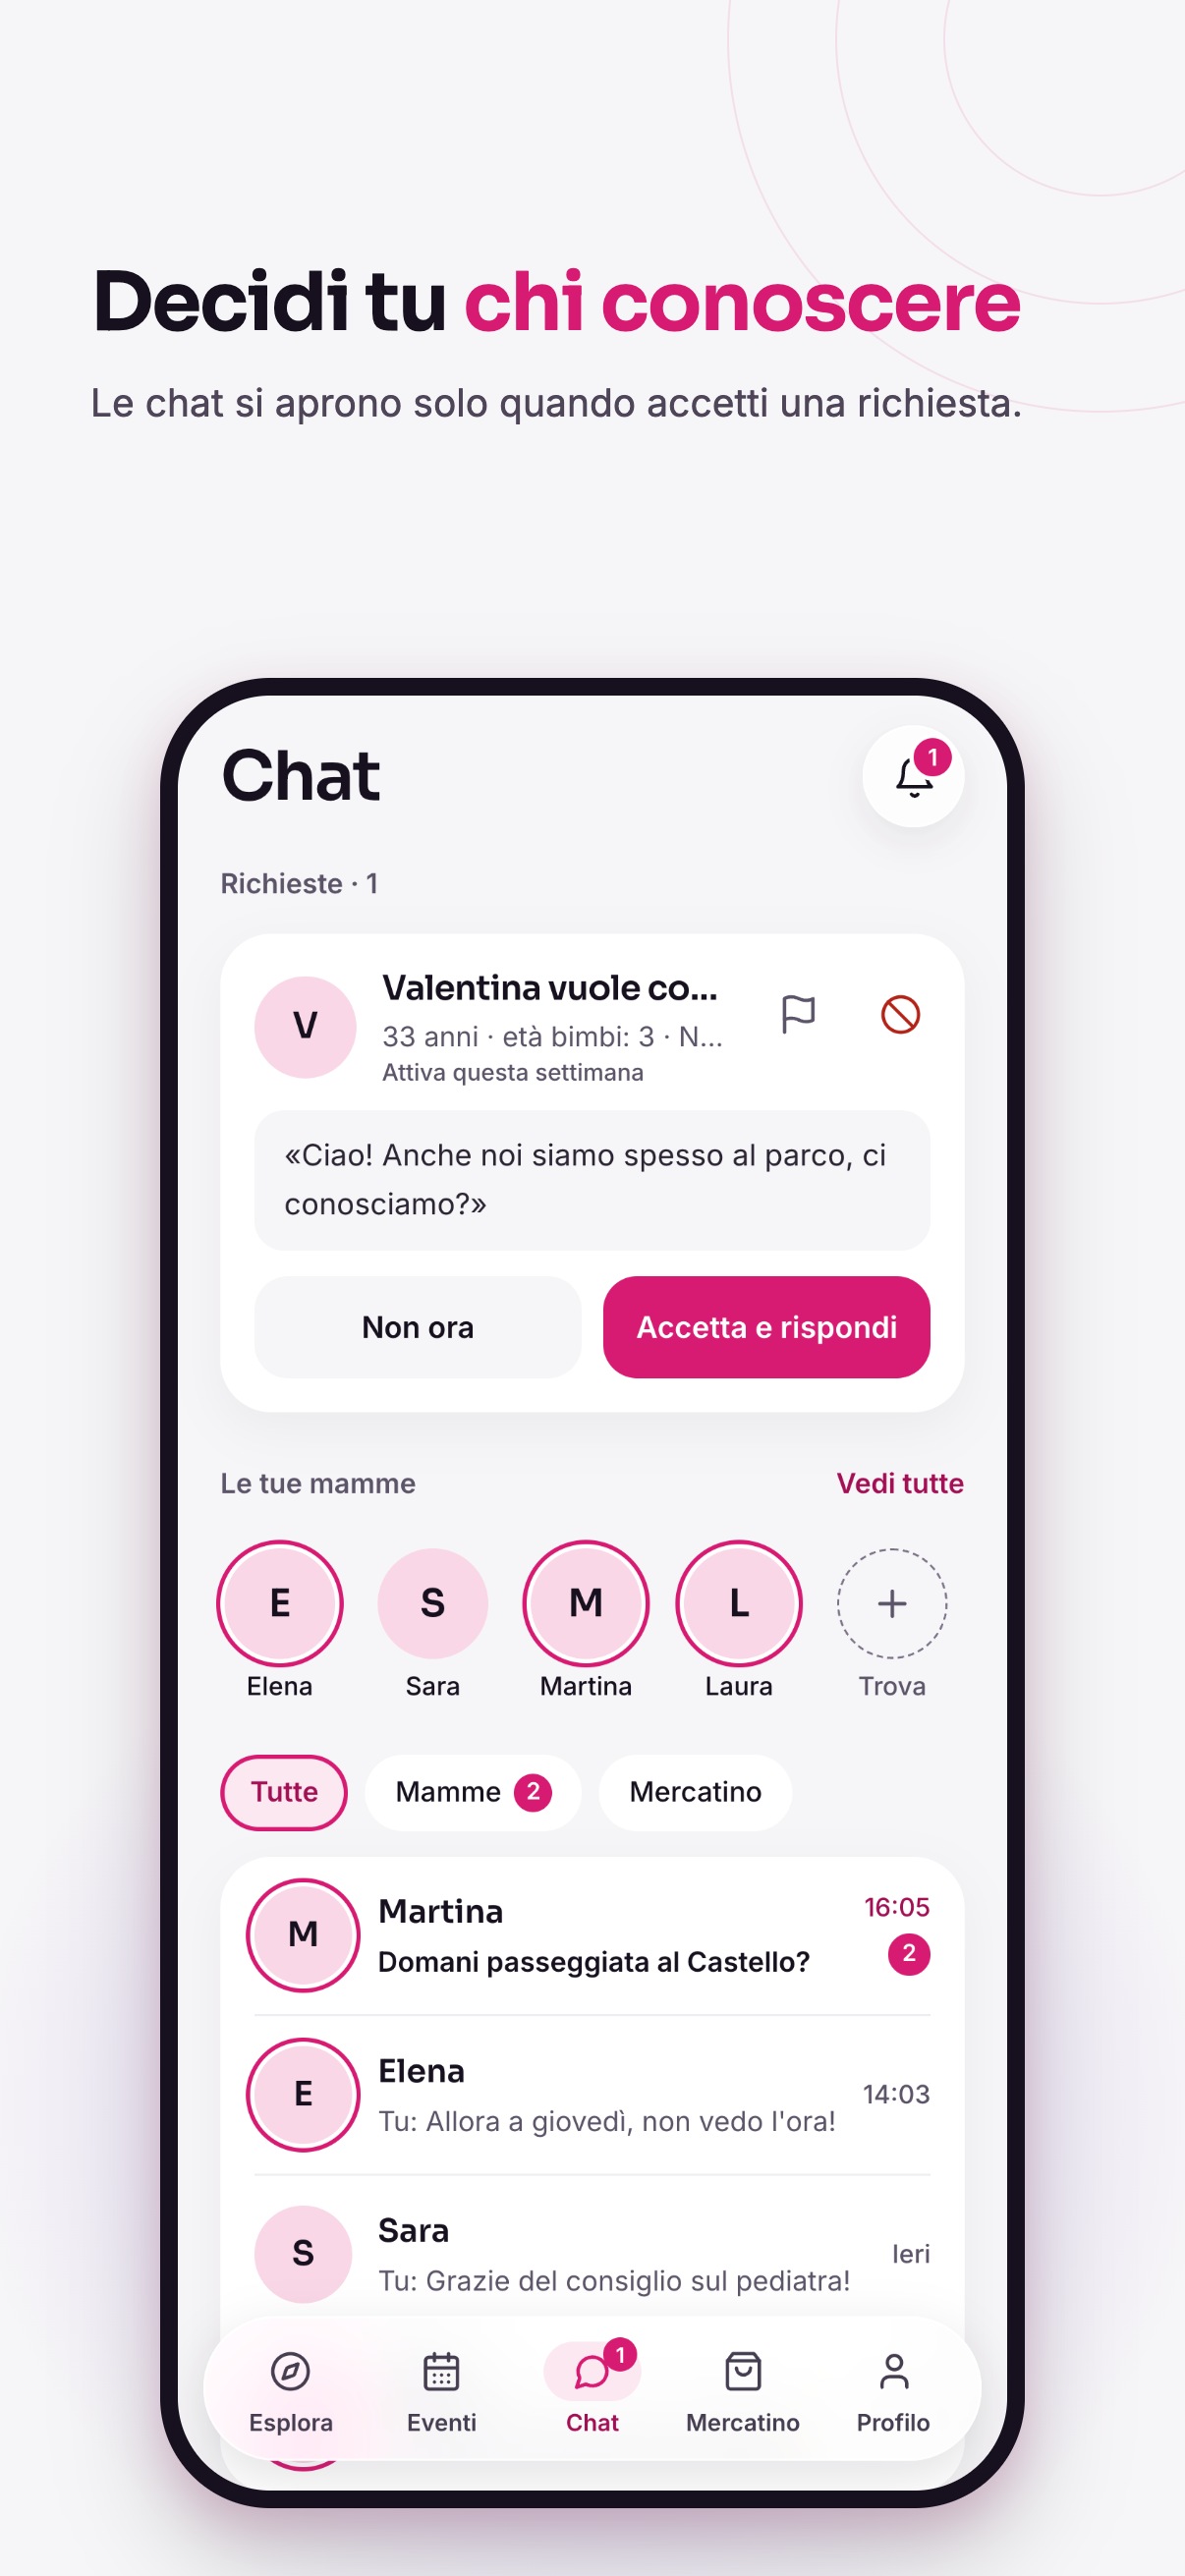 Decidi tu chi conoscere
Le chat si aprono solo quando accetti una richiesta.
Chat
1
Richieste · 1
V
Valentina vuole co...
33 anni · età bimbi: 3 · N...
Attiva questa settimana
«Ciao! Anche noi siamo spesso al parco, ci
conosciamo?»
Non ora
Accetta e rispondi
Le tue mamme
Vedi tutte
E
S
M
L
Elena
Sara
Martina
Laura
Trova
Tutte
Mamme 2
Mercatino
M
Martina
16:05
Domani passeggiata al Castello?
2
E
Elena
14:03
Tu: Allora a giovedì, non vedo l'ora!
S
Sara
Ieri
Tu: Grazie del consiglio sul pediatra!
1
Esplora
Eventi
Chat
Mercatino
Profilo